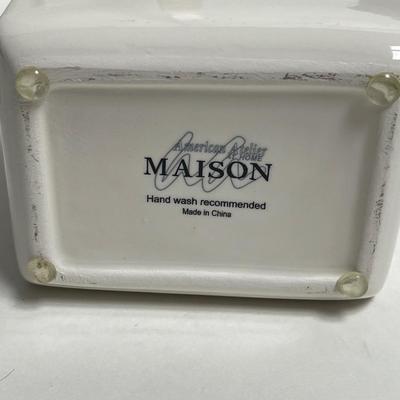 American Atelier
AT HOME
MAISON
Hand wash recommended
Made in China